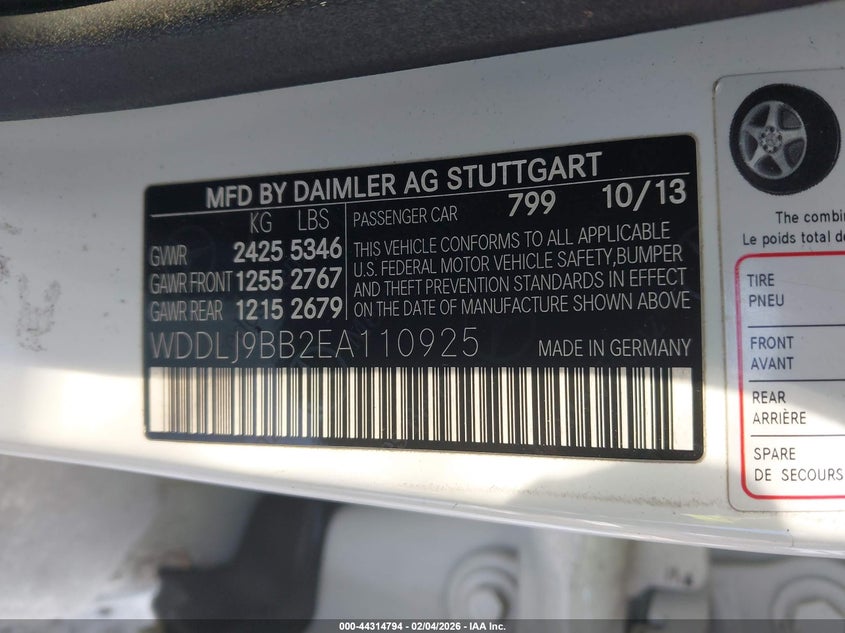 MFD BY DAIMLER AG STUTTGART
KG LBS
GVWR 2425 5346
GAWR FRONT 1255 2767
GAWR REAR 1215 2679
PASSENGER CAR 799 10/13
THIS VEHICLE CONFORMS TO ALL APPLICABLE
U.S. FEDERAL MOTOR VEHICLE SAFETY,BUMPER
AND THEFT PREVENTION STANDARDS IN EFFECT
ON THE DATE OF MANUFACTURE SHOWN ABOVE
WDDLJ9BB2EA110925 MADE IN GERMANY
The combin
Le poids total de
TIRE
PNEU
FRONT
AVANT
REAR
ARRIÈRE
SPARE
DE SECOURS
000-44314794 - 02/04/2026 - IAA Inc.